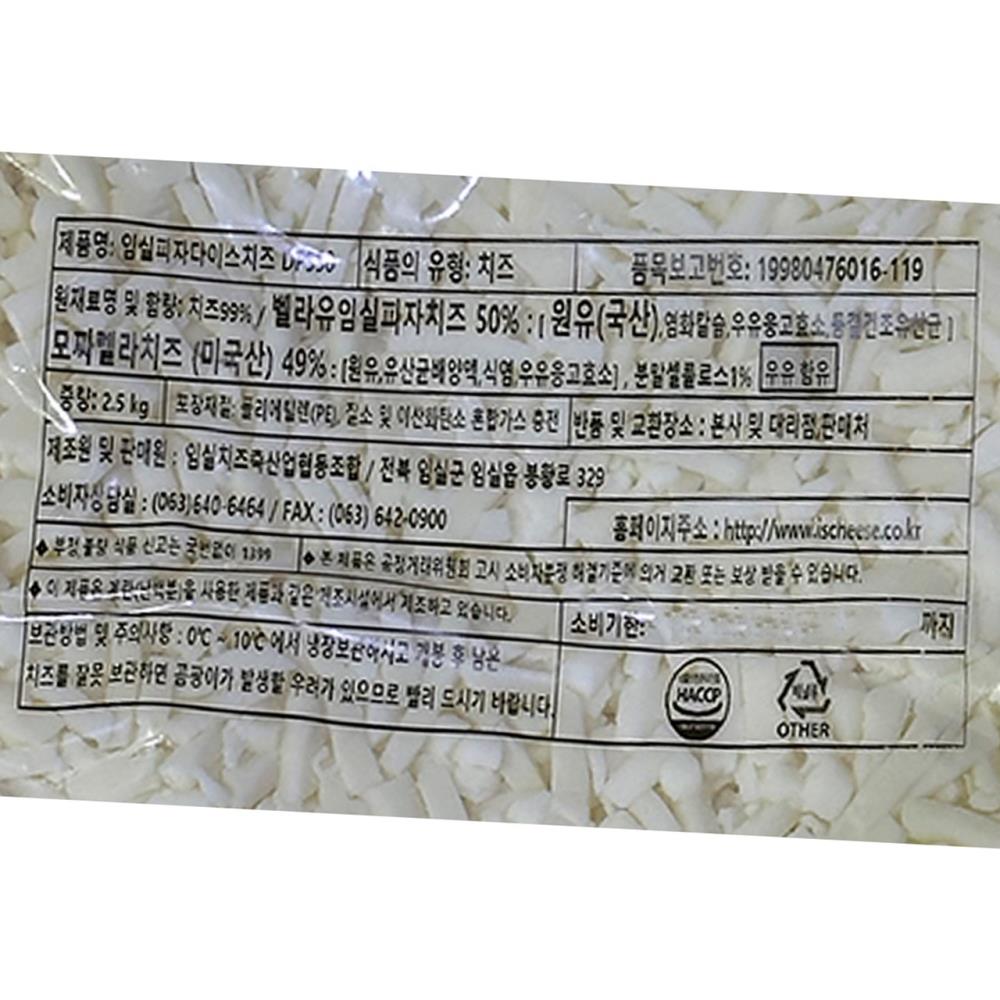 제품명: 임실피자다이스치즈 식품의 유형: 치즈 품목보고번호: 19980476016-119
원재료명 및 함량: 치즈99% / 벨라유임실피자치즈 50% : [ 원유(국산),염화칼슘,우유응고효소,동결건조유산균 ]
모짜렐라치즈 (미국산) 49% : [원유,유산균배양액,식염,우유응고효소] , 분말셀룰로스1% 우유 함유
중량: 2.5 kg 포장재질: 폴리에틸렌(PE), 질소 및 이산화탄소 혼합가스 충전 반품 및 교환장소 : 본사 및 대리점,판매처
제조원 및 판매원 : 임실치즈축산업협동조합 / 전북 임실군 임실읍 봉황로 329
소비자상담실 : (063)640-6464 / FAX : (063) 642-0900
홈페이지주소 : http://www.ischeese.co.kr
◆ 부정·불량 식품 신고는 국번없이 1399 ◆ 본 제품은 공정거래위원회 고시 소비자분쟁 해결기준에 의거 교환 또는 보상 받을 수 있습니다.
◆ 이 제품은 계란(난백분)을 사용한 제품과 같은 제조시설에서 제조하고 있습니다.
소비기한: 까지
보관방법 및 주의사항 : 0℃ ~ 10℃ 에서 냉장보관하시고 개봉 후 남은
치즈를 잘못 보관하면 곰팡이가 발생할 우려가 있으므로 빨리 드시기 바랍니다.
HACCP
비닐류
OTHER